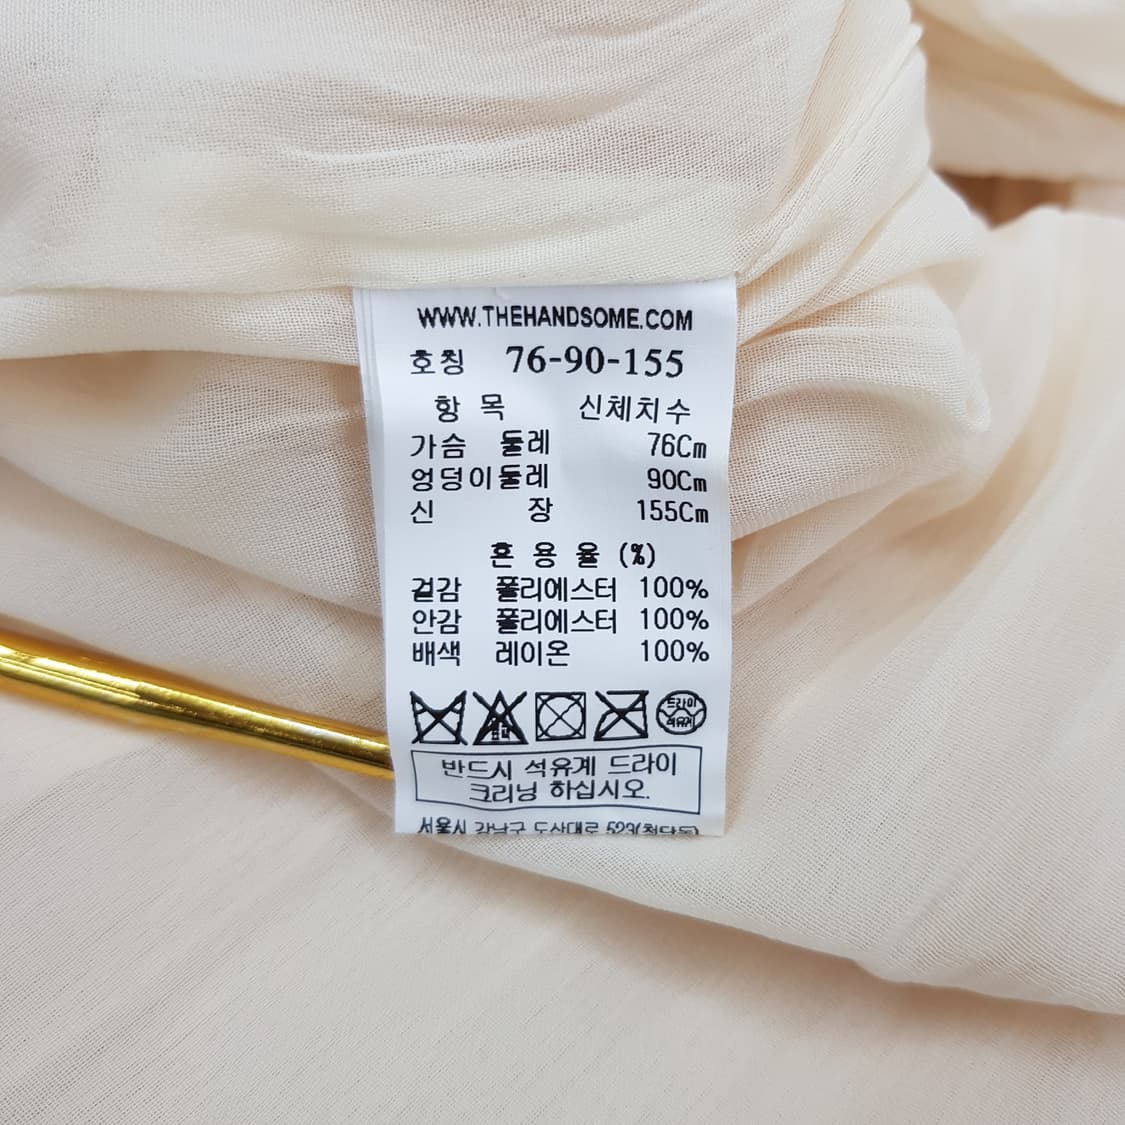 WWW.THEHANDSOME.COM
호칭 76-90-155
항 목 신체치수
가슴 둘레 76Cm
엉덩이둘레 90Cm
신 장 155Cm
혼 용 율 (%)
겉감 폴리에스터 100%
안감 폴리에스터 100%
배색 레이온 100%
드라이
석유계
반드시 석유계 드라이
크리닝 하십시오.
서울시 강남구 도산대로 523(청담동)